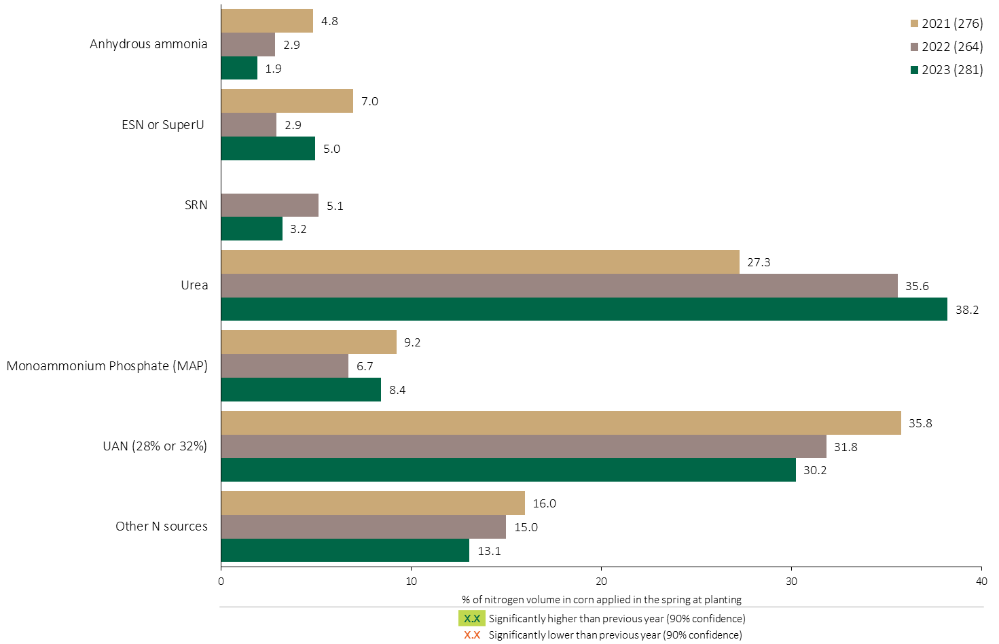 2021 (276)
2022 (264)
2023 (281)
Anhydrous ammonia
4.8
2.9
1.9
ESN or SuperU
7.0
2.9
5.0
SRN
5.1
3.2
Urea
27.3
35.6
38.2
Monoammonium Phosphate (MAP)
9.2
6.7
8.4
UAN (28% or 32%)
35.8
31.8
30.2
Other N sources
16.0
15.0
13.1
0 10 20 30 40
% of nitrogen volume in corn applied in the spring at planting
X.X Significantly higher than previous year (90% confidence)
X.X Significantly lower than previous year (90% confidence)